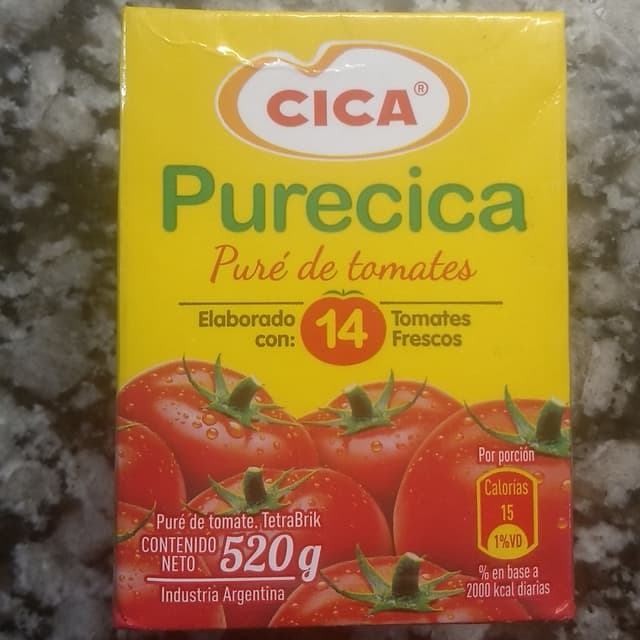 CICA®
Purecica
Puré de tomates
Elaborado con: 14 Tomates Frescos
Por porción
Calorías
15
1%VD
% en base a
2000 kcal diarias
Puré de tomate. TetraBrik
CONTENIDO NETO 520 g
Industria Argentina